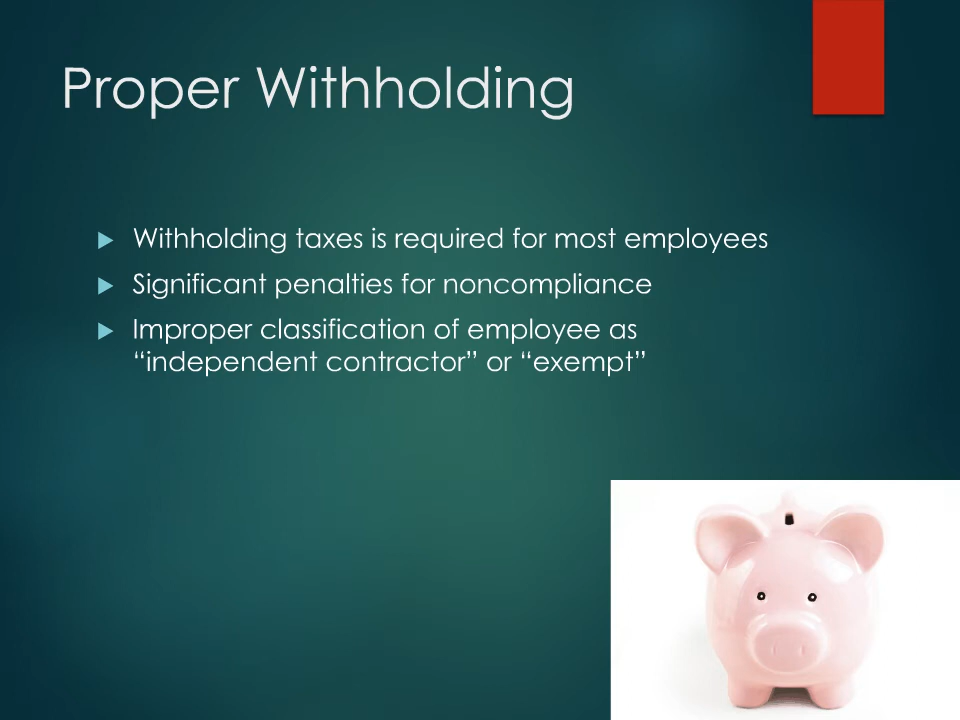 Proper Withholding
Withholding taxes is required for most employees
Significant penalties for noncompliance
Improper classification of employee as
“independent contractor” or “exempt”